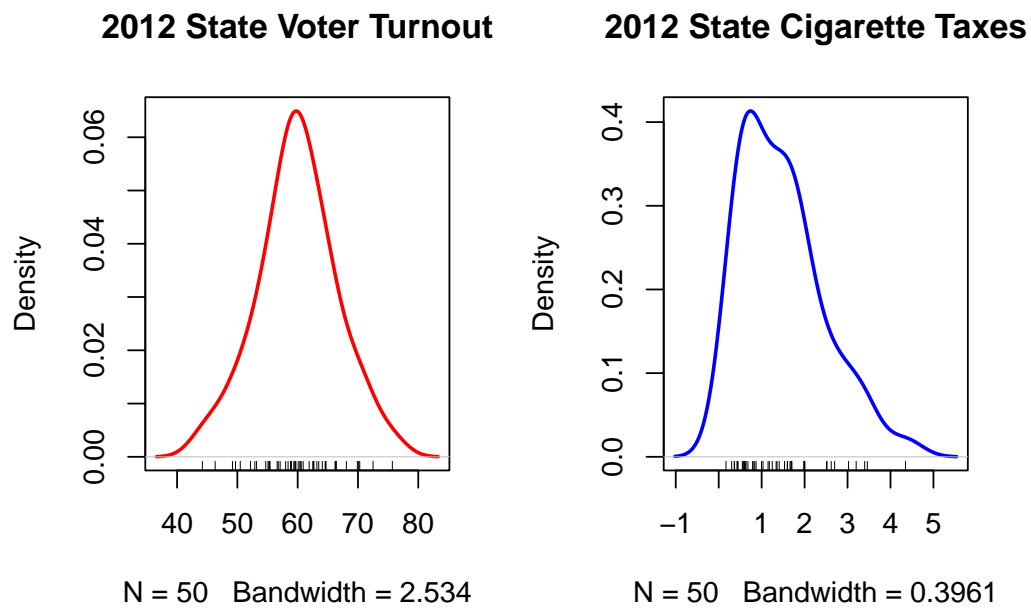 2012 State Voter Turnout
Density
0.00
0.02
0.04
0.06
40 50 60 70 80
N = 50 Bandwidth = 2.534
2012 State Cigarette Taxes
Density
0.0
0.1
0.2
0.3
0.4
−1 1 2 3 4 5
N = 50 Bandwidth = 0.3961